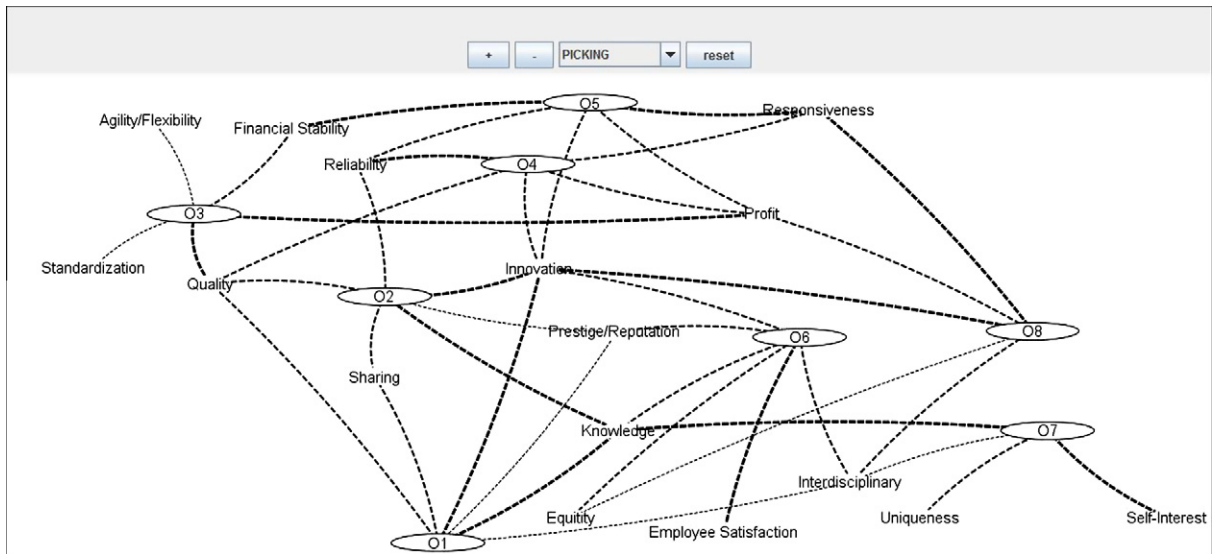 + - PICKING reset
O5
Responsiveness
Agility/Flexibility
Financial Stability
Reliability
O4
O3
Profit
Standardization
Quality
Innovation
O2
Prestige/Reputation
O6
O8
Sharing
Knowledge
O7
Interdisciplinary
Equitity
Employee Satisfaction
Uniqueness
Self-Interest
O1